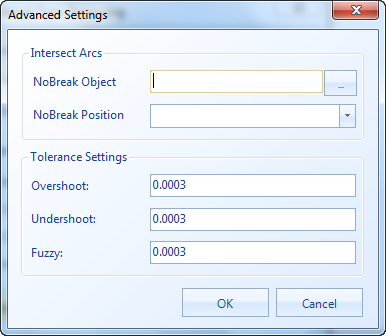 Advanced Settings
Intersect Arcs
NoBreak Object
...
NoBreak Position
Tolerance Settings
Overshoot: 0.0003
Undershoot: 0.0003
Fuzzy: 0.0003
OK Cancel